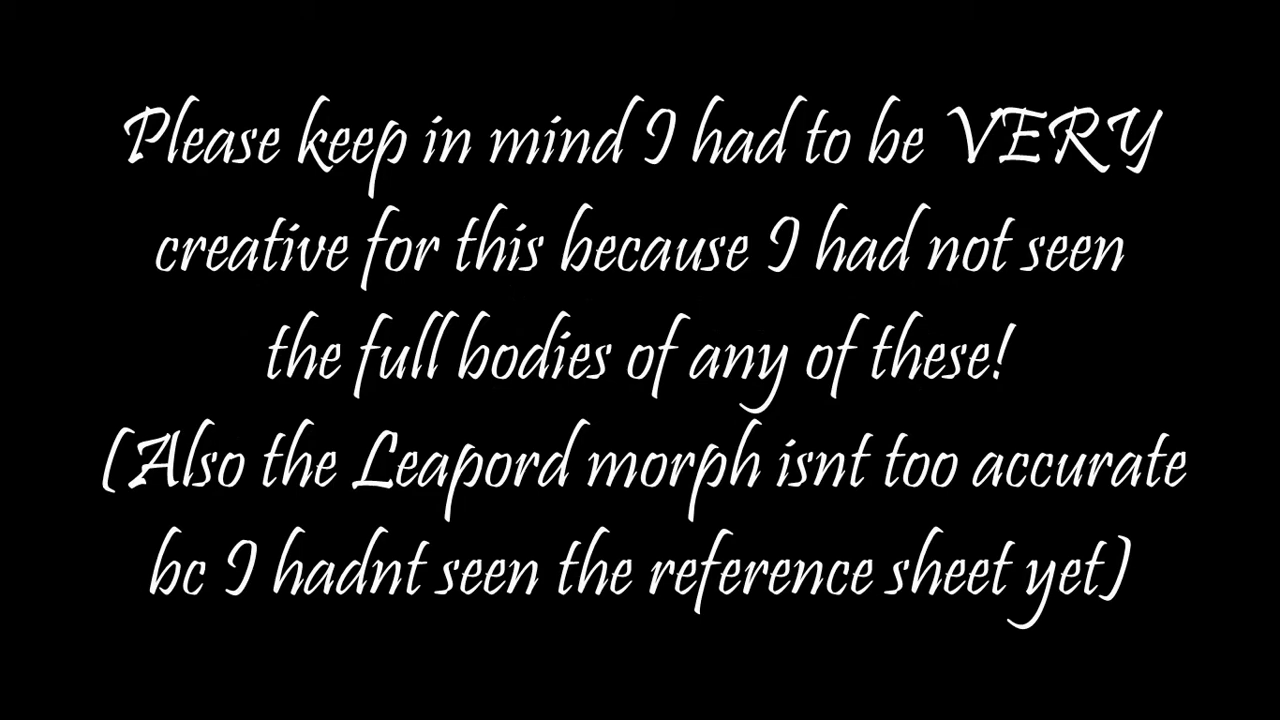 Please keep in mind I had to be VERY
creative for this because I had not seen
the full bodies of any of these!
(Also the Leapord morph isnt too accurate
bc I hadnt seen the reference sheet yet)